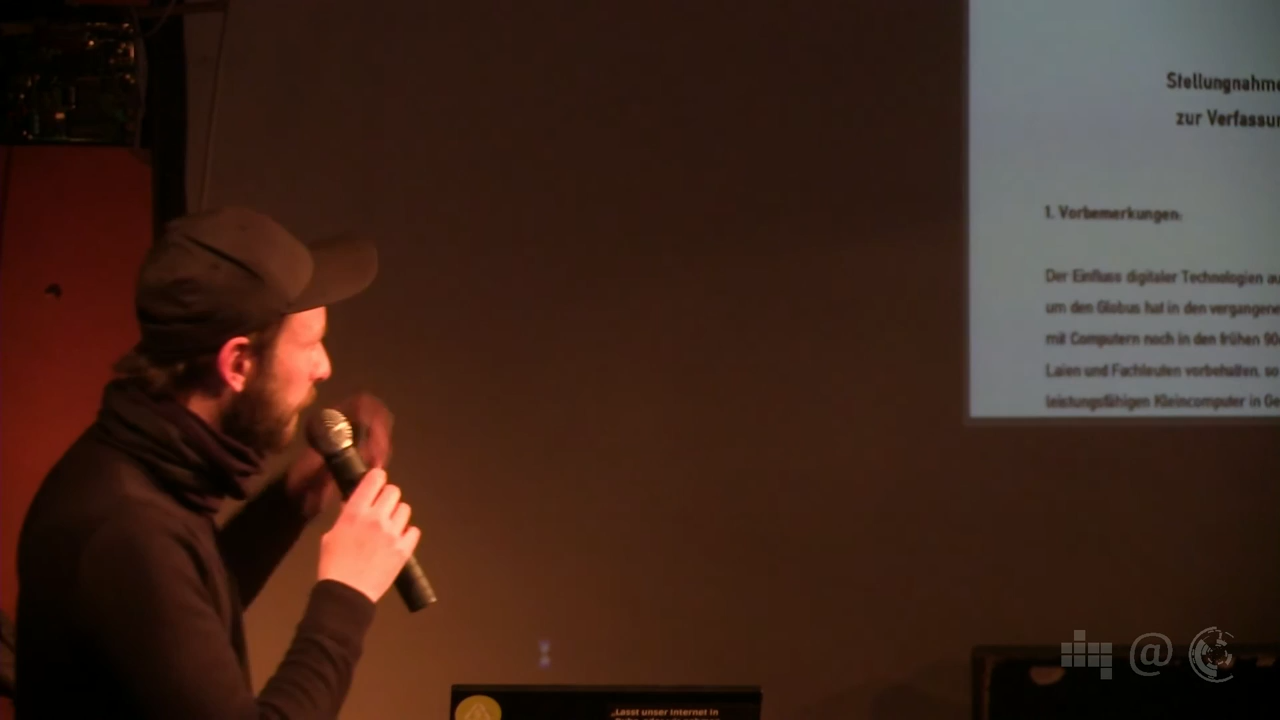 Stellungnahme
zur Verfassu
1. Vorbemerkungen:
Der Einfluss digitaler Technologien au
um den Globus hat in den vergangene
mit Computern noch in den frühen 90
Laien und Fachleuten vorbehalten, so
leistungsfähigen Kleincomputer in Ge
„Lasst unser Internet in
@